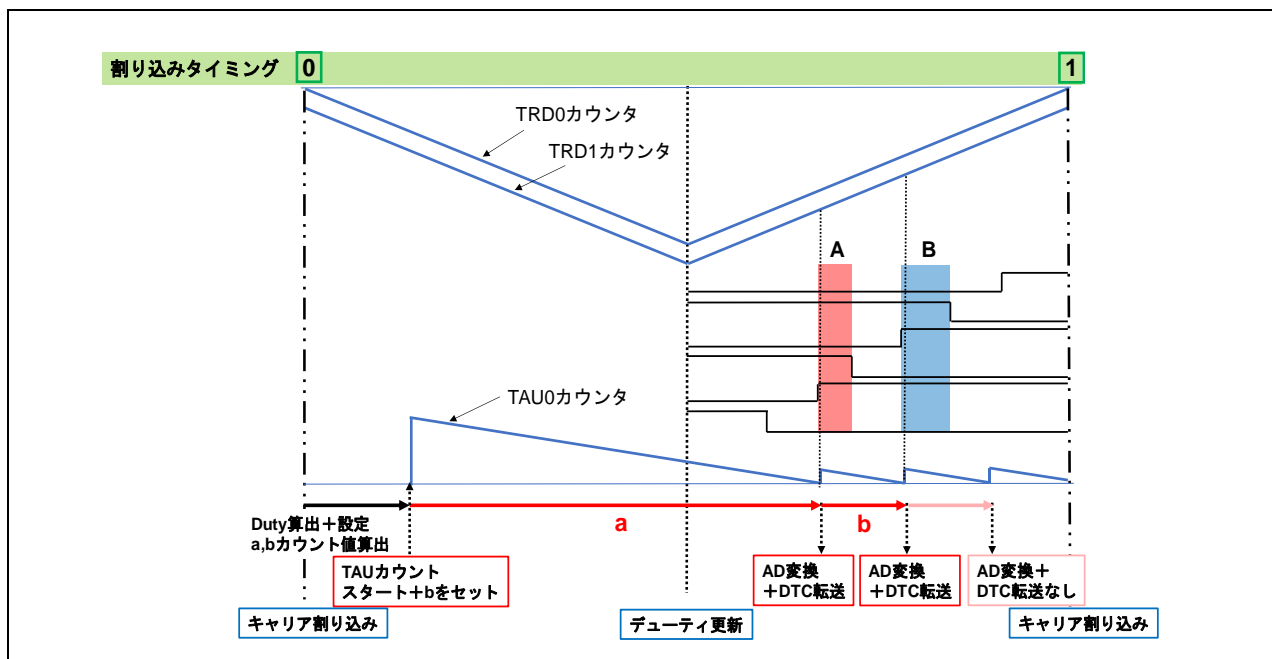 割り込みタイミング 0 1
TRD0カウンタ
TRD1カウンタ
A B
TAU0カウンタ
a b
Duty算出＋設定
a,bカウント値算出
TAUカウント
スタート＋bをセット
AD変換
＋DTC転送
AD変換
＋DTC転送
AD変換＋
DTC転送なし
キャリア割り込み
デューティ更新
キャリア割り込み